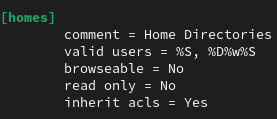 [homes]
comment = Home Directories
valid users = %S, %D%w%S
browseable = No
read only = No
inherit acls = Yes